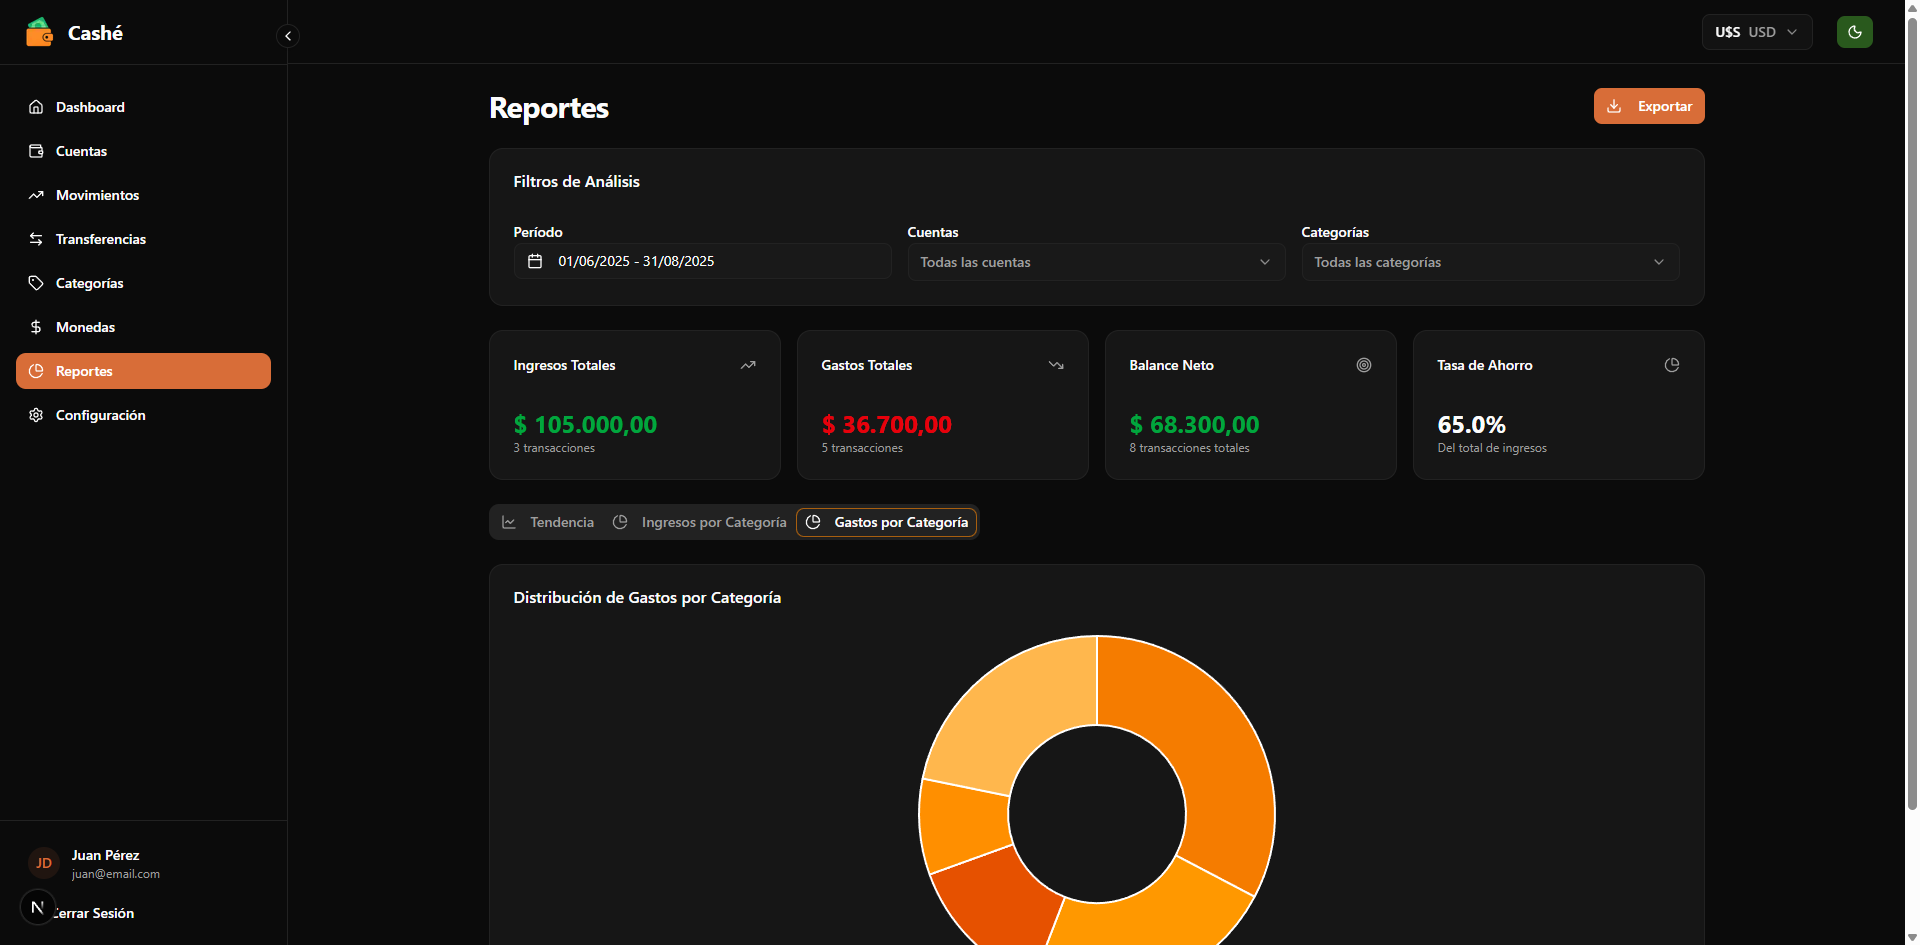 Cashé
U$S USD
Dashboard
Cuentas
Movimientos
Transferencias
Categorías
Monedas
Reportes
Configuración
Juan Pérez
JD
juan@email.com
N
errar Sesión
Reportes
Exportar
Filtros de Análisis
Período
01/06/2025 - 31/08/2025
Cuentas
Todas las cuentas
Categorías
Todas las categorías
Ingresos Totales
$ 105.000,00
3 transacciones
Gastos Totales
$ 36.700,00
5 transacciones
Balance Neto
$ 68.300,00
8 transacciones totales
Tasa de Ahorro
65.0%
Del total de ingresos
Tendencia
Ingresos por Categoría
Gastos por Categoría
Distribución de Gastos por Categoría